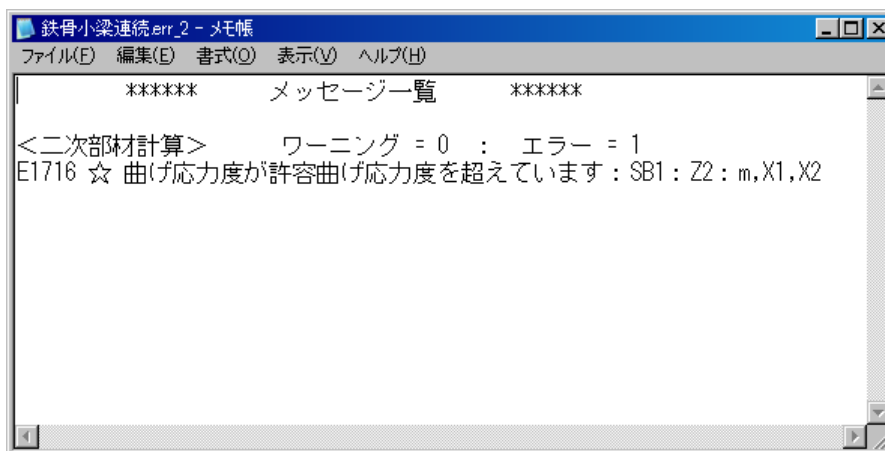 鉄骨小梁連続.err_2 - メモ帳
ファイル(F) 編集(E) 書式(O) 表示(V) ヘルプ(H)
****** メッセージ一覧 ******
<二次部材計算> ワーニング = 0 : エラー = 1
E1716 ☆ 曲げ応力度が許容曲げ応力度を超えています : SB1 : Z2 : m,X1,X2